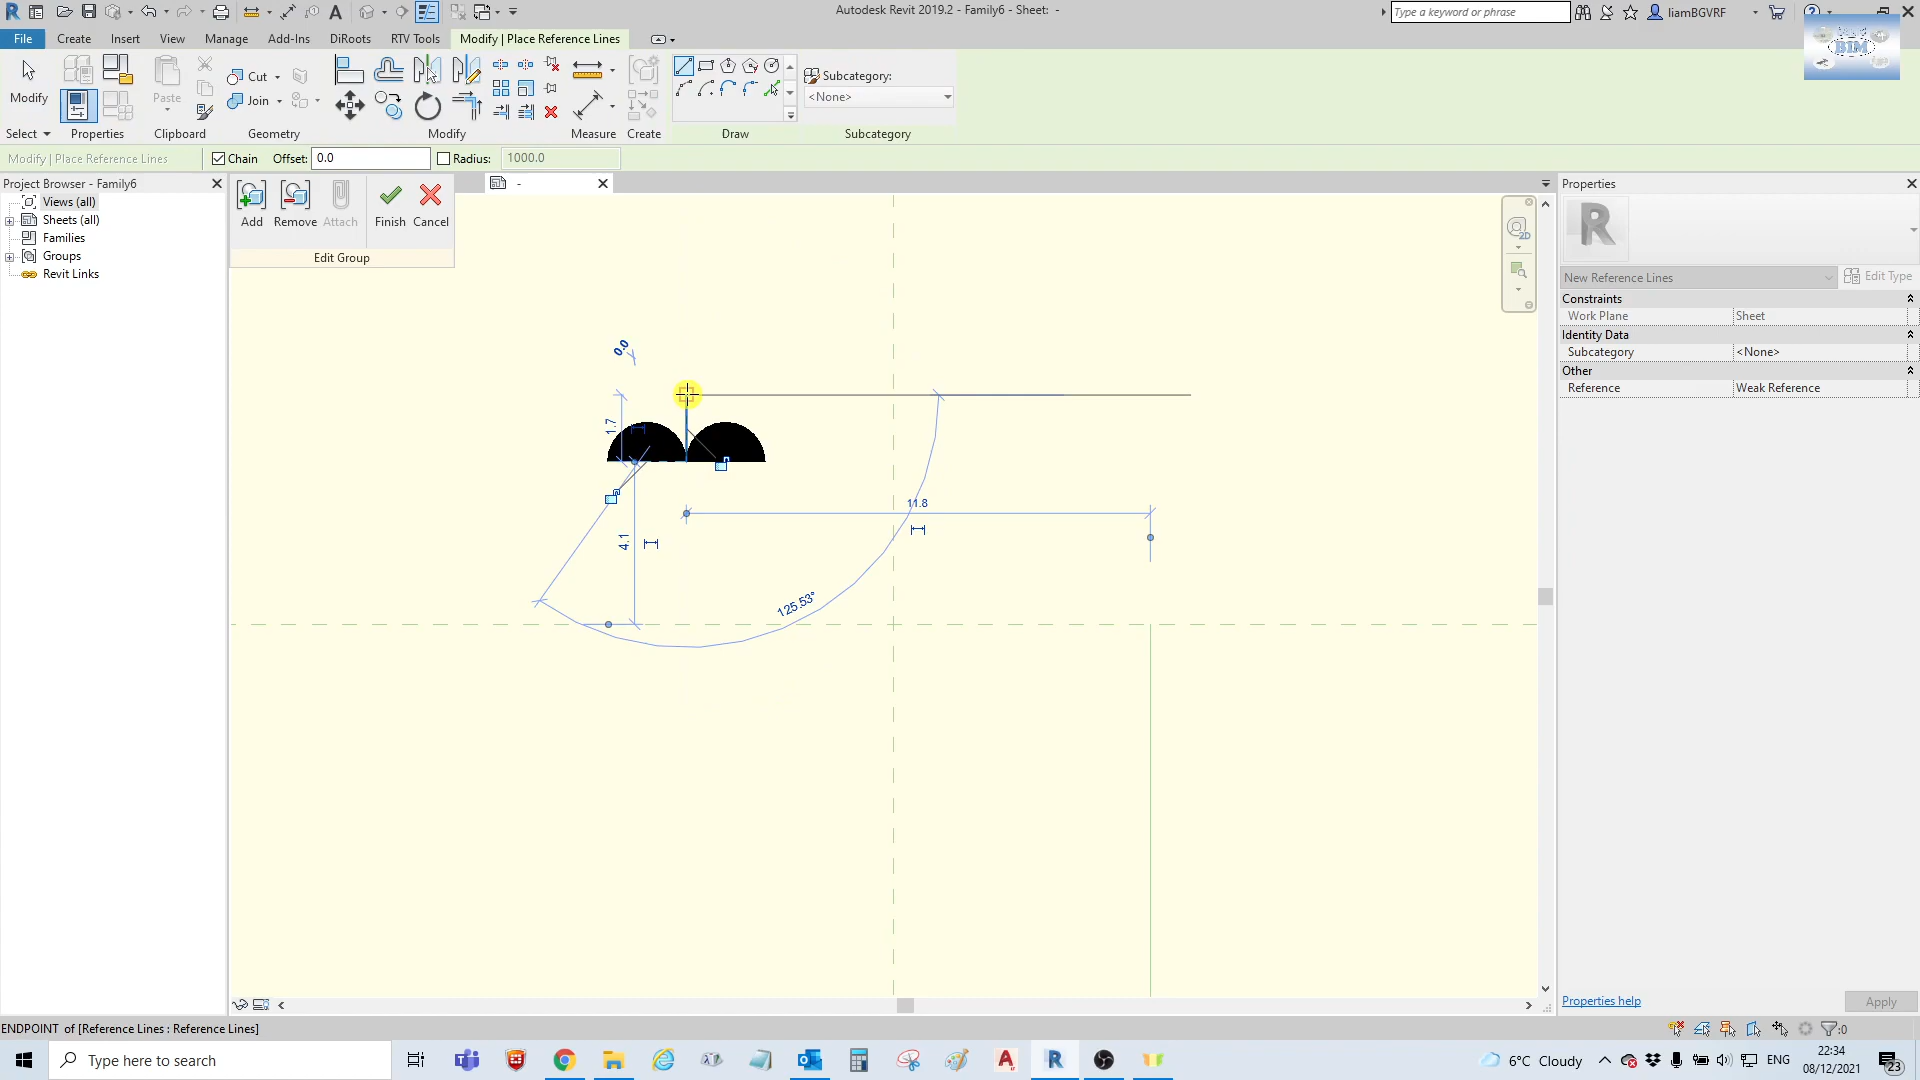 Autodesk Revit 2019.2 - Family6 - Sheet: -
Type a keyword or phrase
liamBGVRF
File Create Insert View Manage Add-Ins DiRoots RTV Tools Modify | Place Reference Lines
Modify
Paste
Cut
Join
Subcategory:
<None>
Select Properties Clipboard Geometry Modify Measure Create Draw Subcategory
Modify | Place Reference Lines
Chain Offset: 0.0 Radius: 1000.0
Project Browser - Family6
Views (all)
Sheets (all)
Families
Groups
Revit Links
Add Remove Attach Finish Cancel
Edit Group
-
0.0
1.7
4.1
11.8
125.53°
2D
BIM
Properties
R
New Reference Lines
Edit Type
Constraints
Work Plane Sheet
Identity Data
Subcategory <None>
Other
Reference Weak Reference
Properties help
Apply
ENDPOINT of [Reference Lines : Reference Lines]
:0
Type here to search
6°C Cloudy
ENG
22:34
08/12/2021
23